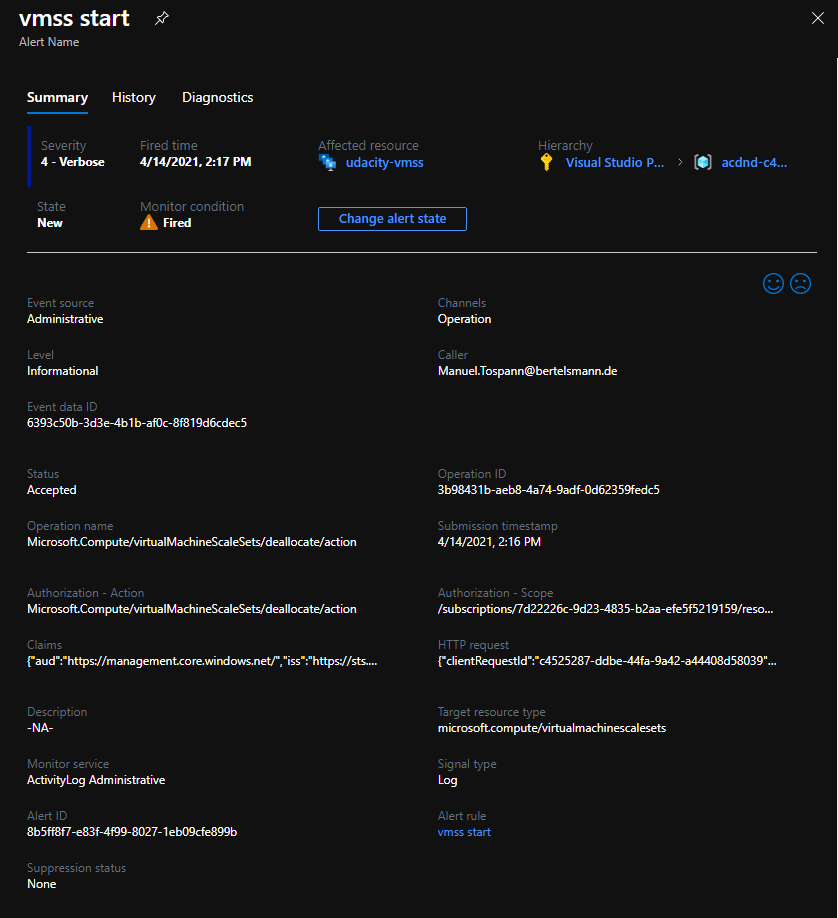 vmss start
Alert Name
Summary History Diagnostics
Severity Fired time Affected resource Hierarchy
4 - Verbose 4/14/2021, 2:17 PM udacity-vmss Visual Studio P... > acdnd-c4...
State Monitor condition
New Fired Change alert state
Event source Channels
Administrative Operation
Level Caller
Informational Manuel.Tospann@bertelsmann.de
Event data ID
6393c50b-3d3e-4b1b-af0c-8f819d6cdec5
Status Operation ID
Accepted 3b98431b-aeb8-4a74-9adf-0d62359fedc5
Operation name Submission timestamp
Microsoft.Compute/virtualMachineScaleSets/deallocate/action 4/14/2021, 2:16 PM
Authorization - Action Authorization - Scope
Microsoft.Compute/virtualMachineScaleSets/deallocate/action /subscriptions/7d22226c-9d23-4835-b2aa-efe5f5219159/reso...
Claims HTTP request
{"aud":"https://management.core.windows.net/","iss":"https://sts.... {"clientRequestId":"c4525287-ddbe-44fa-9a42-a44408d58039"...
Description Target resource type
-NA- microsoft.compute/virtualmachinescalesets
Monitor service Signal type
ActivityLog Administrative Log
Alert ID Alert rule
8b5ff8f7-e83f-4f99-8027-1eb09cfe899b vmss start
Suppression status
None